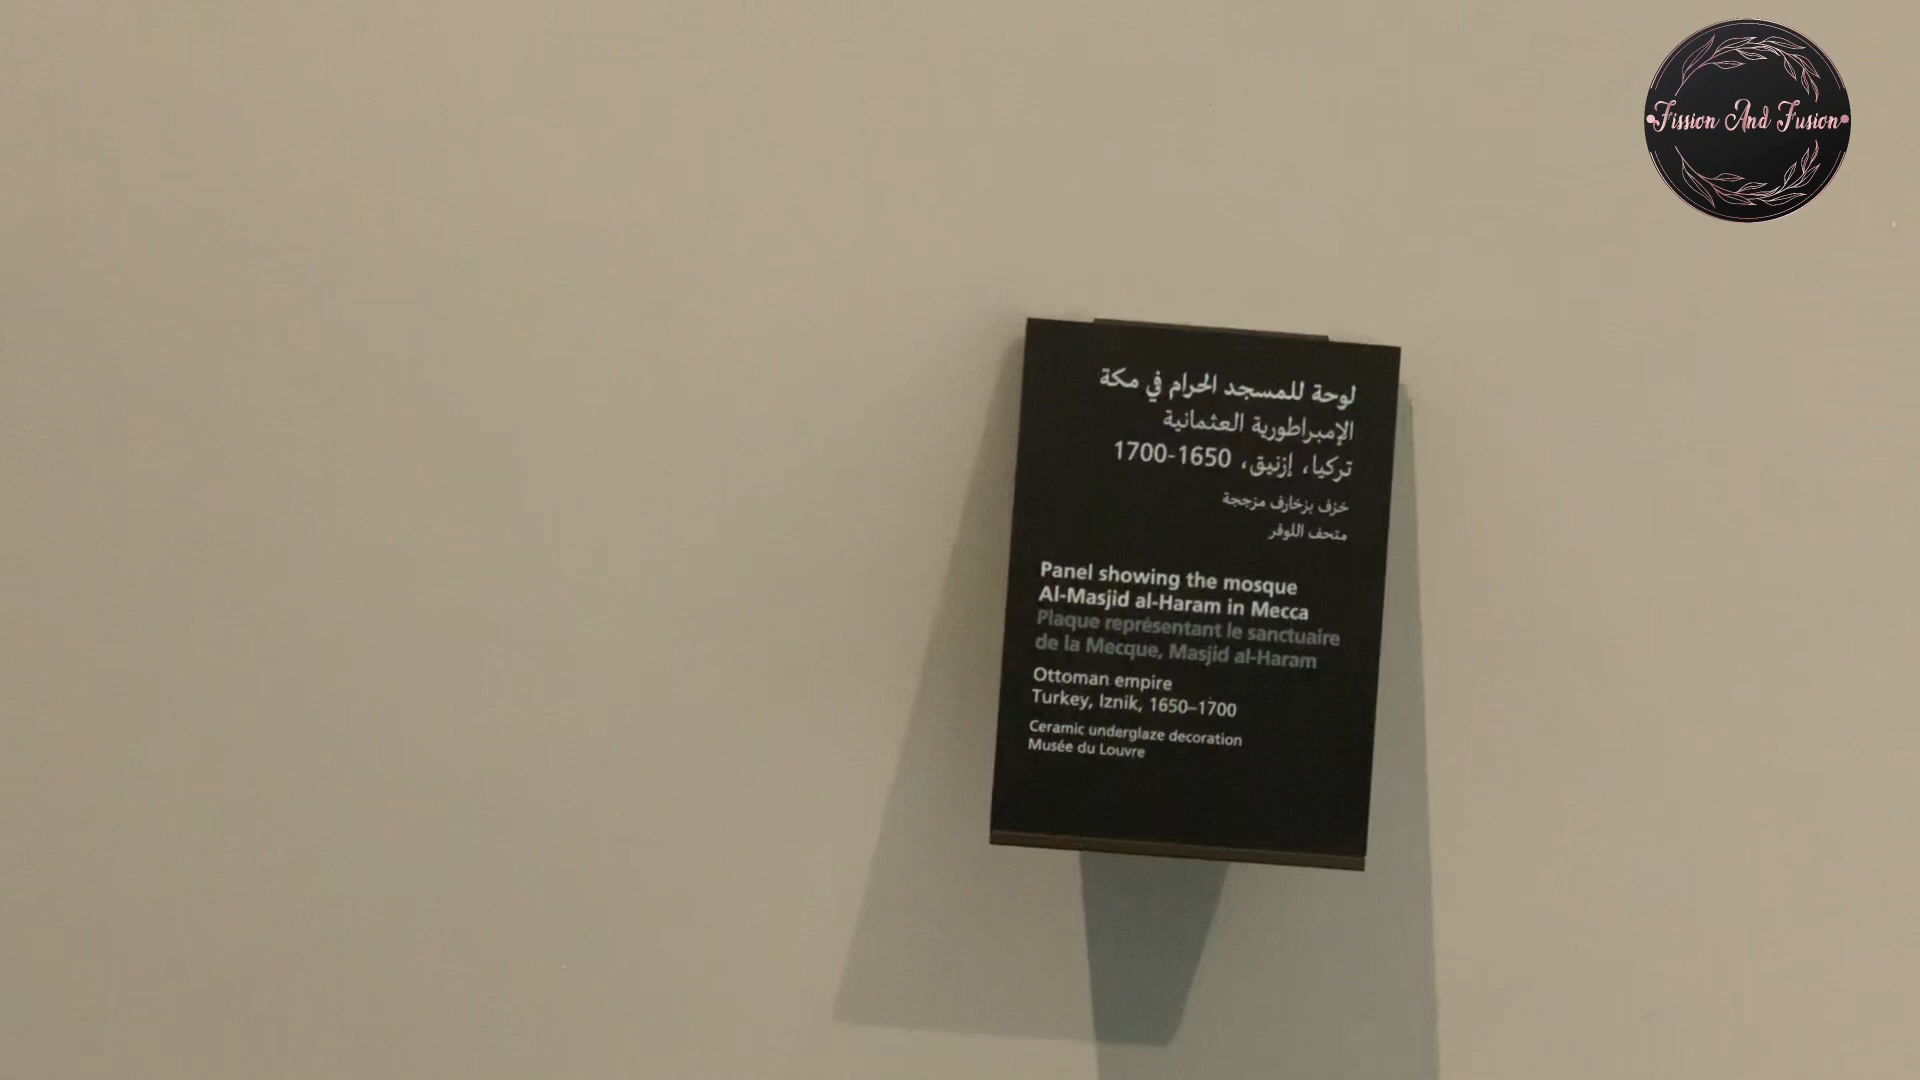 Fission And Fusion
لوحة للمسجد الحرام في مكة
الإمبراطورية العثمانية
تركيا، إزنيق، 1650-1700
خزف بزخارف مزججة
متحف اللوفر
Panel showing the mosque
Al-Masjid al-Haram in Mecca
Plaque représentant le sanctuaire
de la Mecque, Masjid al-Haram
Ottoman empire
Turkey, Iznik, 1650–1700
Ceramic underglaze decoration
Musée du Louvre